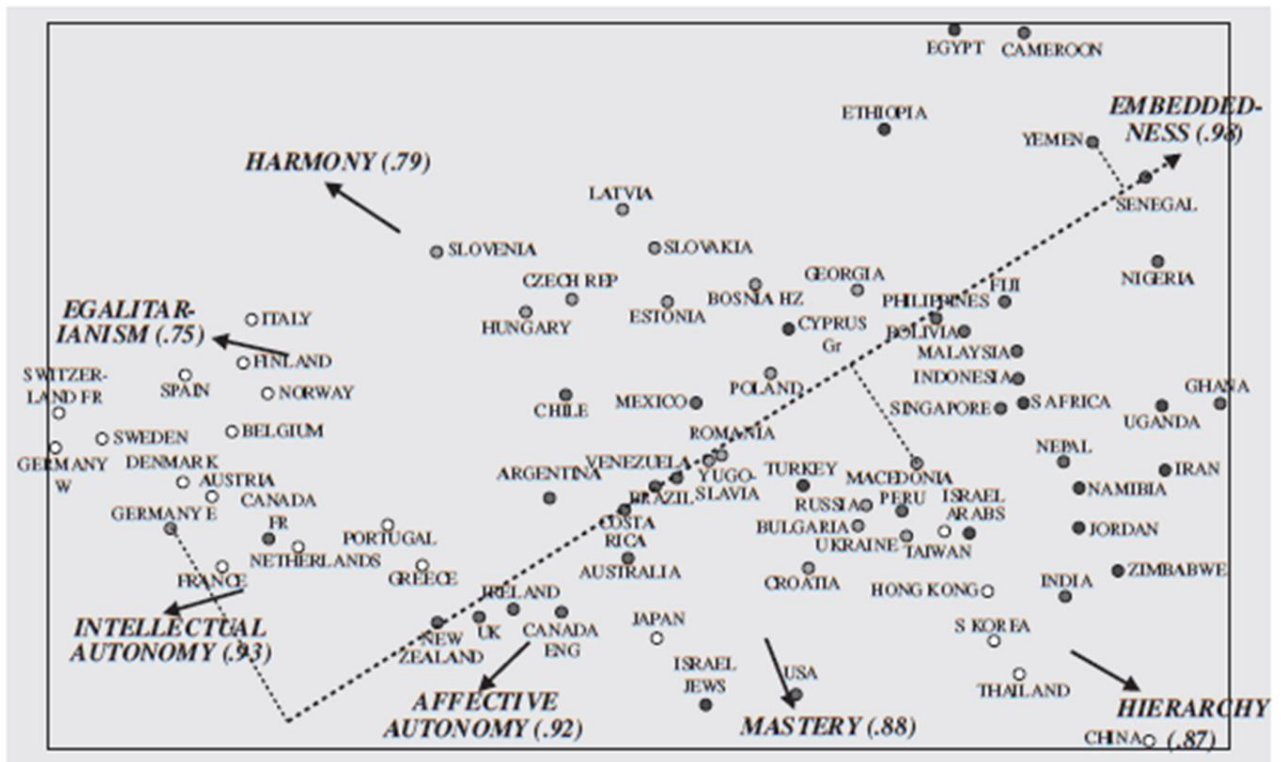 EGYPT
CAMEROON
ETHIOPIA
EMBEDDED-
NESS (.98)
YEMEN
HARMONY (.79)
LATVIA
SENEGAL
SLOVENIA
SLOVAKIA
NIGERIA
CZECH REP
GEORGIA
BOSNIA HZ
FIJI
PHILIPPINES
EGALITAR-
IANISM (.75)
ITALY
HUNGARY
ESTONIA
CYPRUS
Gr
BOLIVIA
MALAYSIA
FINLAND
SWITZER-
LAND FR
SPAIN
NORWAY
POLAND
INDONESIA
GHANA
CHILE
MEXICO
SINGAPORE
S AFRICA
UGANDA
SWEDEN
BELGIUM
ROMANIA
NEPAL
GERMANY
W
DENMARK
AUSTRIA
ARGENTINA
VENEZUELA
YUGO-
SLAVIA
TURKEY
MACEDONIA
IRAN
NAMIBIA
CANADA
FR
BRAZIL
RUSSIA
PERU
ISRAEL
ARABS
GERMANY E
COSTA
RICA
BULGARIA
JORDAN
PORTUGAL
UKRAINE
TAIWAN
NETHERLANDS
FRANCE
GREECE
AUSTRALIA
CROATIA
HONG KONG
INDIA
ZIMBABWE
IRELAND
INTELLECTUAL
AUTONOMY (.93)
NEW
ZEALAND
UK
CANADA
ENG
JAPAN
S KOREA
ISRAEL
JEWS
USA
THAILAND
AFFECTIVE
AUTONOMY (.92)
MASTERY (.88)
HIERARCHY
(.87)
CHINA